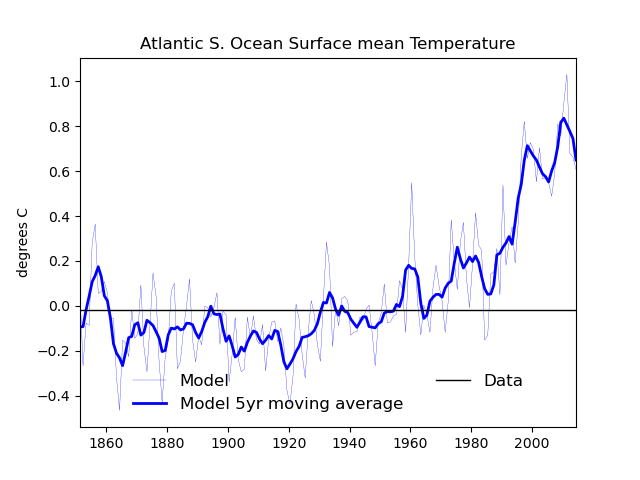 Atlantic S. Ocean Surface mean Temperature
degrees C
1.0
0.8
0.6
0.4
0.2
0.0
−0.2
−0.4
Model
Model 5yr moving average
Data
1860 1880 1900 1920 1940 1960 1980 2000